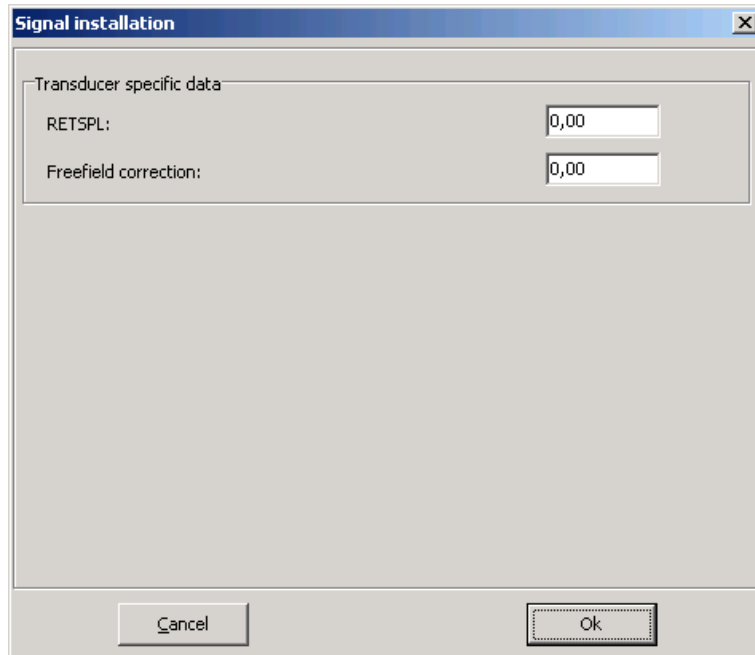 Signal installation
Transducer specific data
RETSPL: 0,00
Freefield correction: 0,00
Cancel Ok